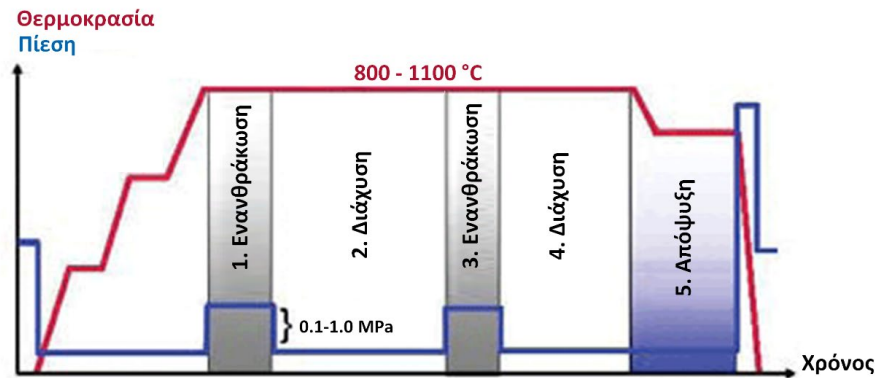 Θερμοκρασία
Πίεση
800 - 1100 °C
1. Ενανθράκωση
2. Διάχυση
3. Ενανθράκωση
4. Διάχυση
5. Απόψυξη
0.1-1.0 MPa
Χρόνος